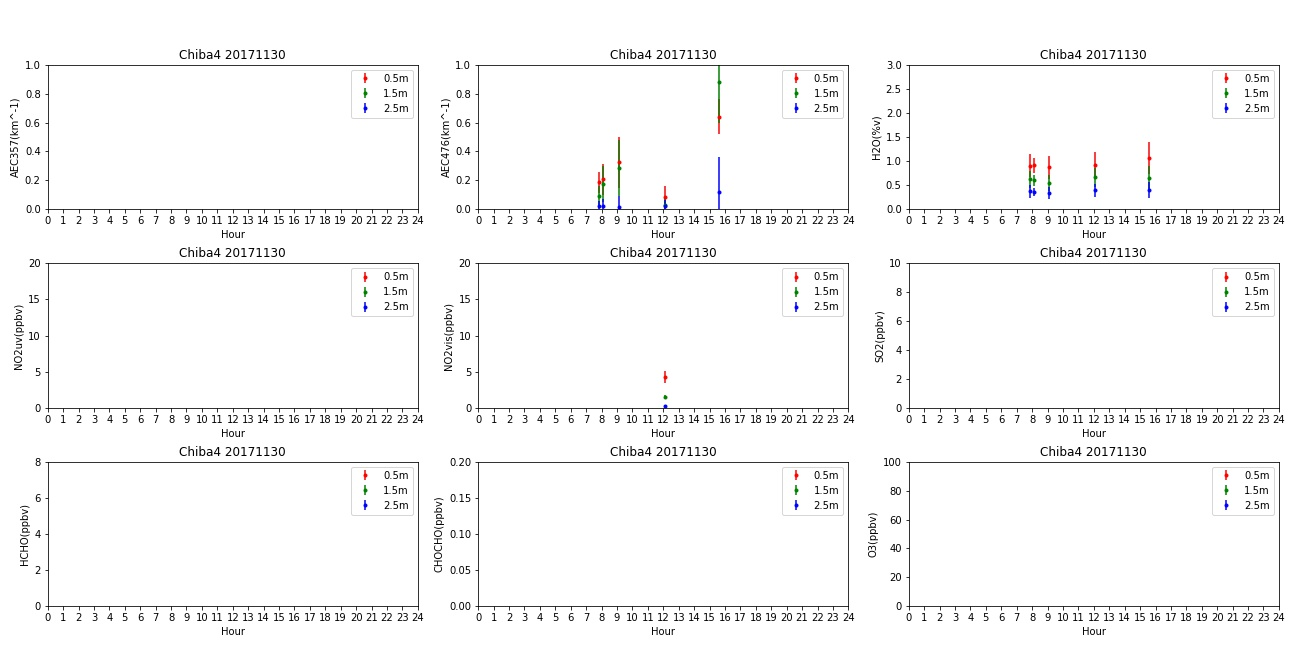 Chiba4 20171130
AEC357(km^-1)
1.0
0.8
0.6
0.4
0.2
0.0
0.5m
1.5m
2.5m
0 1 2 3 4 5 6 7 8 9 10 11 12 13 14 15 16 17 18 19 20 21 22 23 24
Hour
Chiba4 20171130
AEC476(km^-1)
1.0
0.8
0.6
0.4
0.2
0.0
0.5m
1.5m
2.5m
0 1 2 3 4 5 6 7 8 9 10 11 12 13 14 15 16 17 18 19 20 21 22 23 24
Hour
Chiba4 20171130
H2O(%v)
3.0
2.5
2.0
1.5
1.0
0.5
0.0
0.5m
1.5m
2.5m
0 1 2 3 4 5 6 7 8 9 10 11 12 13 14 15 16 17 18 19 20 21 22 23 24
Hour
Chiba4 20171130
NO2uv(ppbv)
20
15
10
5
0
0.5m
1.5m
2.5m
0 1 2 3 4 5 6 7 8 9 10 11 12 13 14 15 16 17 18 19 20 21 22 23 24
Hour
Chiba4 20171130
NO2vis(ppbv)
20
15
10
5
0
0.5m
1.5m
2.5m
0 1 2 3 4 5 6 7 8 9 10 11 12 13 14 15 16 17 18 19 20 21 22 23 24
Hour
Chiba4 20171130
SO2(ppbv)
10
8
6
4
2
0
0.5m
1.5m
2.5m
0 1 2 3 4 5 6 7 8 9 10 11 12 13 14 15 16 17 18 19 20 21 22 23 24
Hour
Chiba4 20171130
HCHO(ppbv)
8
6
4
2
0
0.5m
1.5m
2.5m
0 1 2 3 4 5 6 7 8 9 10 11 12 13 14 15 16 17 18 19 20 21 22 23 24
Hour
Chiba4 20171130
CHOCHO(ppbv)
0.20
0.15
0.10
0.05
0.00
0.5m
1.5m
2.5m
0 1 2 3 4 5 6 7 8 9 10 11 12 13 14 15 16 17 18 19 20 21 22 23 24
Hour
Chiba4 20171130
O3(ppbv)
100
80
60
40
20
0
0.5m
1.5m
2.5m
0 1 2 3 4 5 6 7 8 9 10 11 12 13 14 15 16 17 18 19 20 21 22 23 24
Hour